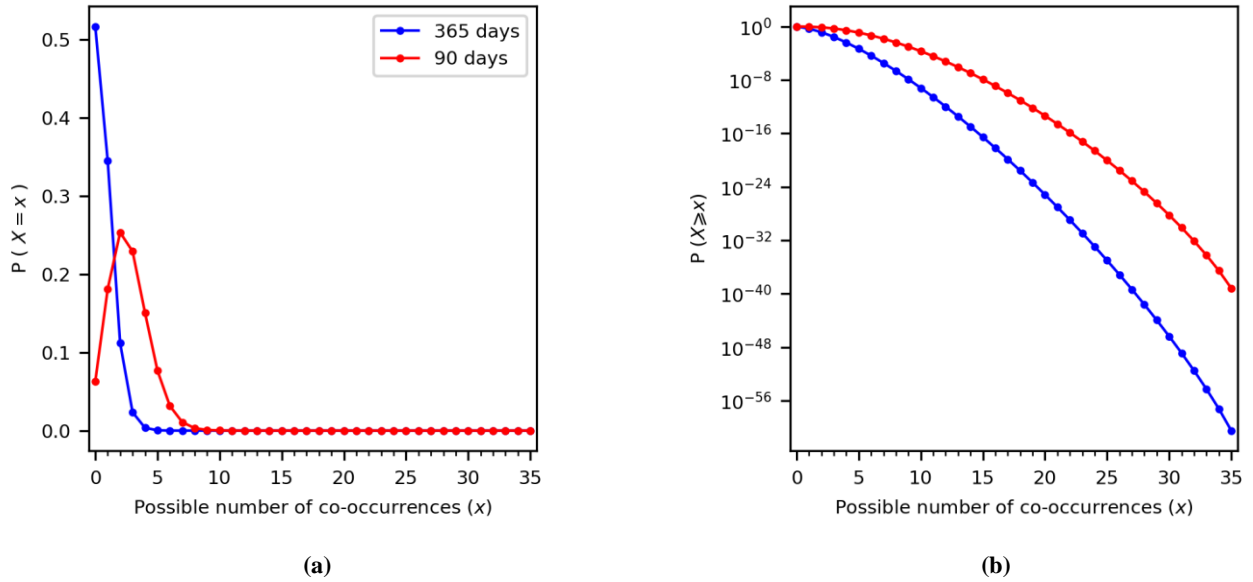 0.5
0.4
0.3
0.2
0.1
0.0
P ( X = x )
365 days
90 days
0 5 10 15 20 25 30 35
Possible number of co-occurrences (x)
(a)
10^0
10^−8
10^−16
10^−24
10^−32
10^−40
10^−48
10^−56
P (X⩾x)
0 5 10 15 20 25 30 35
Possible number of co-occurrences (x)
(b)